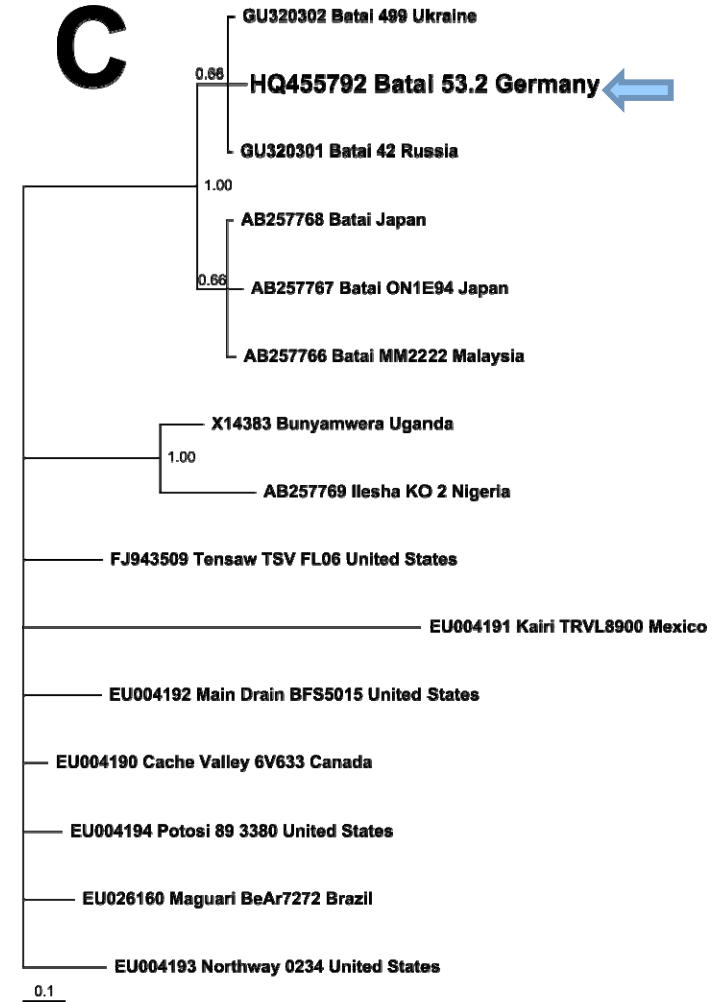 C
GU320302 Batai 499 Ukraine
0.66
HQ455792 Batai 53.2 Germany
GU320301 Batai 42 Russia
1.00
AB257768 Batai Japan
0.66
AB257767 Batai ON1E94 Japan
AB257766 Batai MM2222 Malaysia
X14383 Bunyamwera Uganda
1.00
AB257769 Ilesha KO 2 Nigeria
FJ943509 Tensaw TSV FL06 United States
EU004191 Kairi TRVL8900 Mexico
EU004192 Main Drain BFS5015 United States
EU004190 Cache Valley 6V633 Canada
EU004194 Potosi 89 3380 United States
EU026160 Maguari BeAr7272 Brazil
EU004193 Northway 0234 United States
0.1